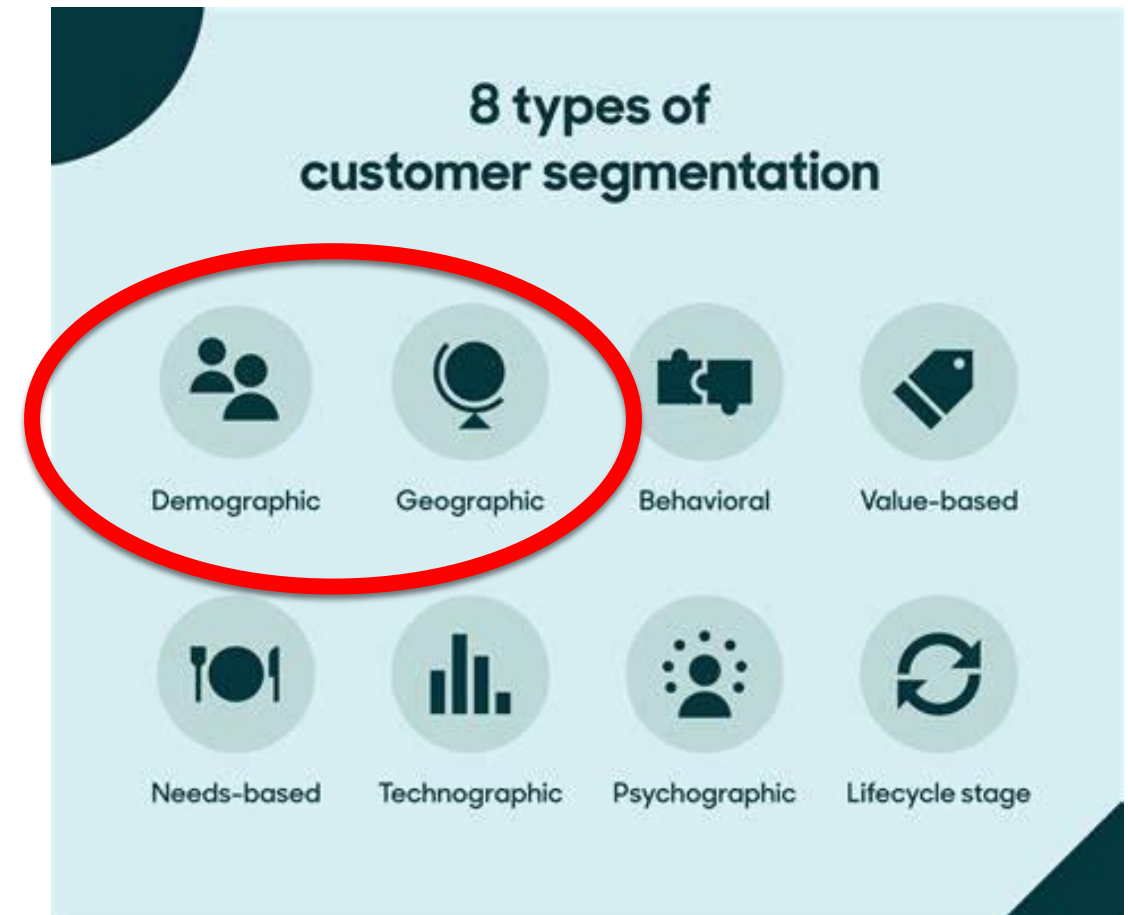 8 types of
customer segmentation
Demographic
Geographic
Behavioral
Value-based
Needs-based
Technographic
Psychographic
Lifecycle stage